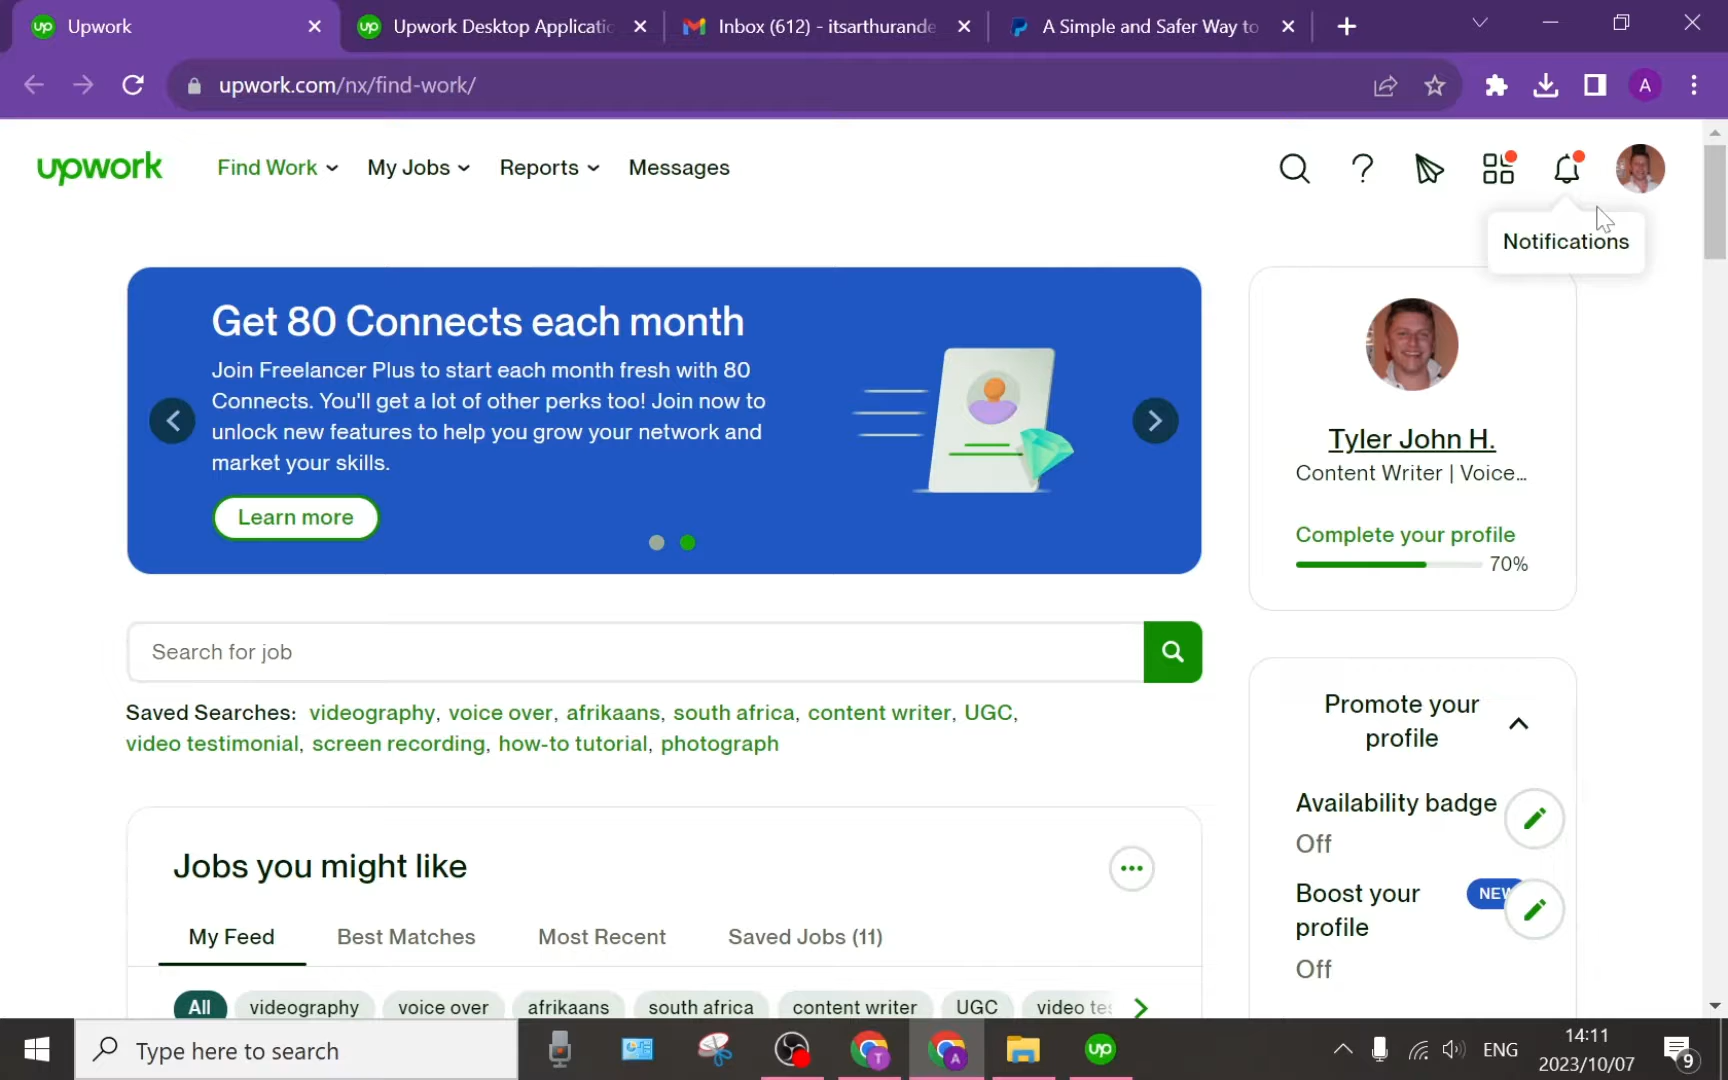 Upwork
Upwork Desktop Applicatio
Inbox (612) - itsarthurande
A Simple and Safer Way to
upwork.com/nx/find-work/
A
upwork
Find Work
My Jobs
Reports
Messages
Notifications
Get 80 Connects each month
Join Freelancer Plus to start each month fresh with 80
Connects. You'll get a lot of other perks too! Join now to
unlock new features to help you grow your network and
market your skills.
Learn more
Tyler John H.
Content Writer | Voice...
Complete your profile
70%
Search for job
Saved Searches: videography, voice over, afrikaans, south africa, content writer, UGC,
video testimonial, screen recording, how-to tutorial, photograph
Promote your
profile
Availability badge
Off
Boost your
profile
NEW
Off
Jobs you might like
My Feed
Best Matches
Most Recent
Saved Jobs (11)
All
videography
voice over
afrikaans
south africa
content writer
UGC
video tes
Type here to search
T
A
up
ENG
14:11
2023/10/07
9